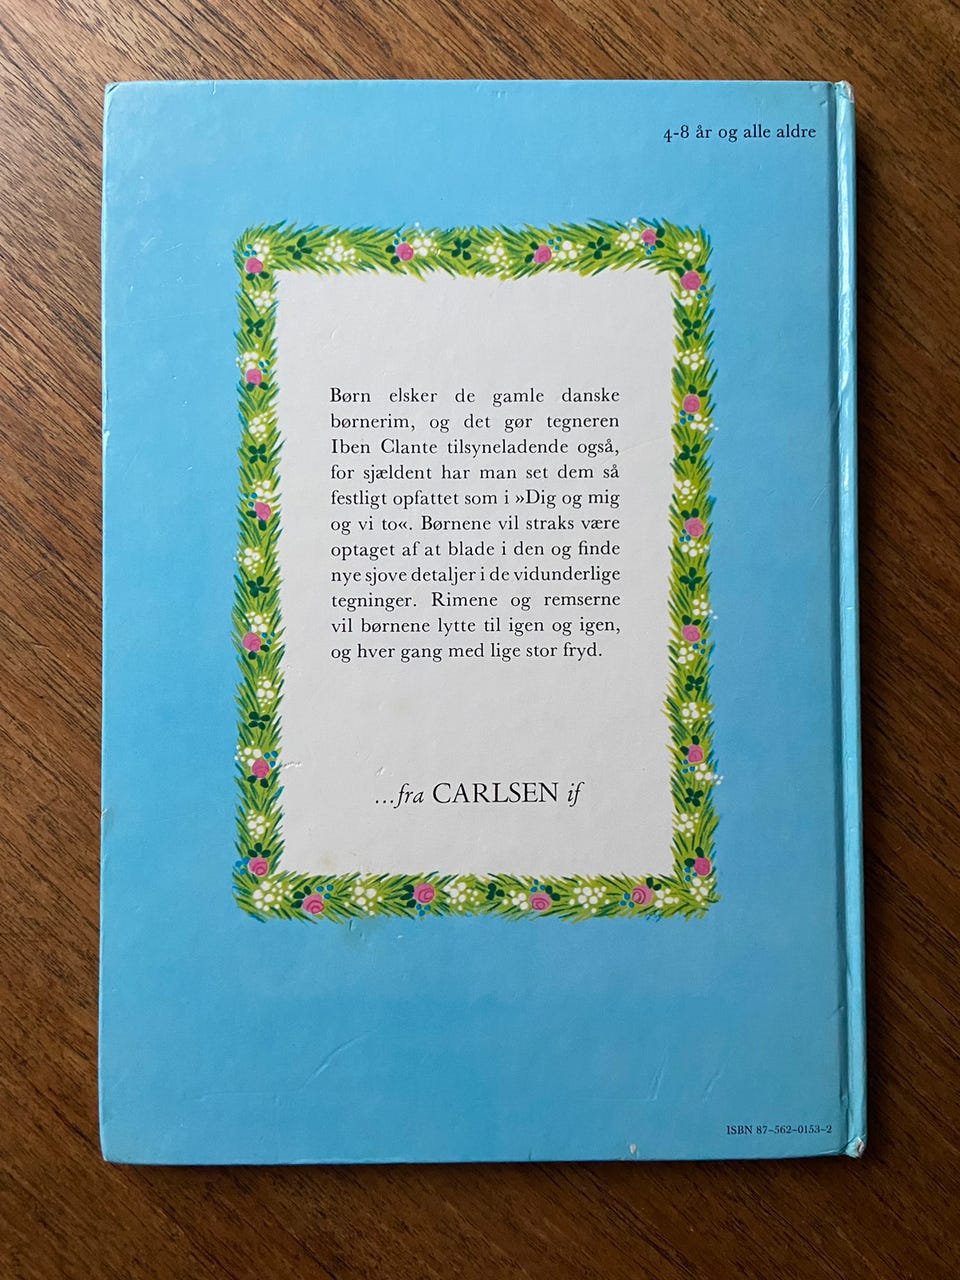 4-8 år og alle aldre
Børn elsker de gamle danske
børnerim, og det gør tegneren
Iben Clante tilsyneladende også,
for sjældent har man set dem så
festligt opfattet som i »Dig og mig
og vi to«. Børnene vil straks være
optaget af at blade i den og finde
nye sjove detaljer i de vidunderlige
tegninger. Rimene og remserne
vil børnene lytte til igen og igen,
og hver gang med lige stor fryd.
...fra CARLSEN if
ISBN 87-562-0153-2